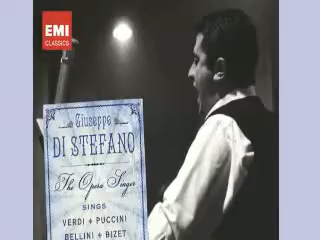 EMI
CLASSICS
Giuseppe
DI STEFANO
The Opera Singer
SINGS
VERDI + PUCCINI
BELLINI + BIZET